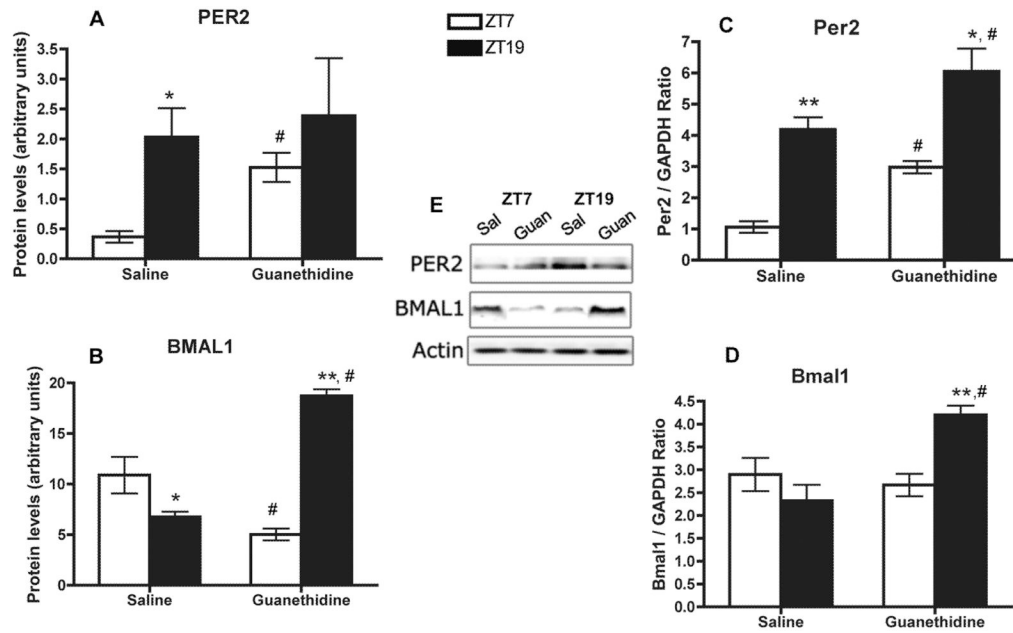 A
PER2
Protein levels (arbitrary units)
3.5
3.0
2.5
2.0
1.5
1.0
0.5
0.0
*
#
Saline
Guanethidine
ZT7
ZT19
C
Per2
Per2 / GAPDH Ratio
7
6
5
4
3
2
1
0
**
#
*, #
Saline
Guanethidine
E
ZT7 ZT19
Sal Guan Sal Guan
PER2
BMAL1
Actin
B
BMAL1
Protein levels (arbitrary units)
20
15
10
5
0
*
#
**, #
Saline
Guanethidine
D
Bmal1
Bmal1 / GAPDH Ratio
4.5
4.0
3.5
3.0
2.5
2.0
1.5
1.0
0.5
0.0
**,#
Saline
Guanethidine